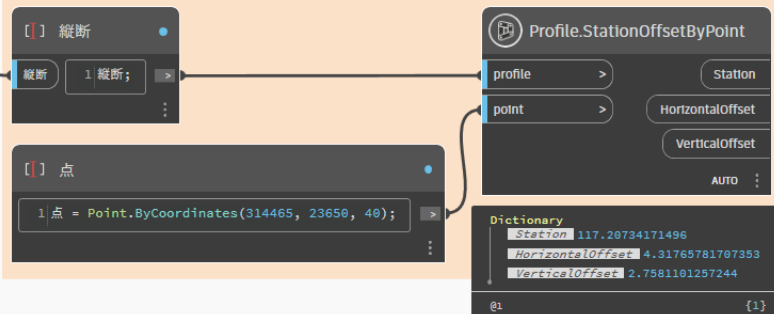 [I] 縦断
縦断
1 縦断;
>
Profile.StationOffsetByPoint
profile >
Station
point >
HorizontalOffset
VerticalOffset
AUTO
[I] 点
1 点 = Point.ByCoordinates(314465, 23650, 40);
>
Dictionary
Station 117.20734171496
HorizontalOffset 4.31765781707353
VerticalOffset 2.7581101257244
@1 {1}